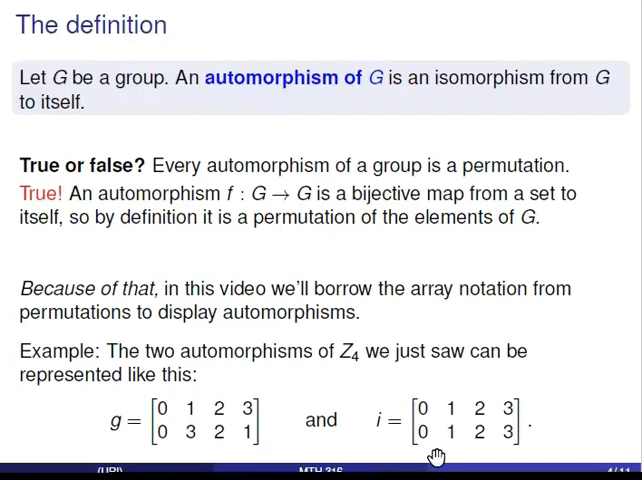 The definition
Let G be a group. An automorphism of G is an isomorphism from G
to itself.
True or false? Every automorphism of a group is a permutation.
True! An automorphism f : G → G is a bijective map from a set to
itself, so by definition it is a permutation of the elements of G.
Because of that, in this video we'll borrow the array notation from
permutations to display automorphisms.
Example: The two automorphisms of Z₄ we just saw can be
represented like this:
g = [0 1 2 3
0 3 2 1] and i = [0 1 2 3
0 1 2 3] .
(URI) MTH 316 4/11